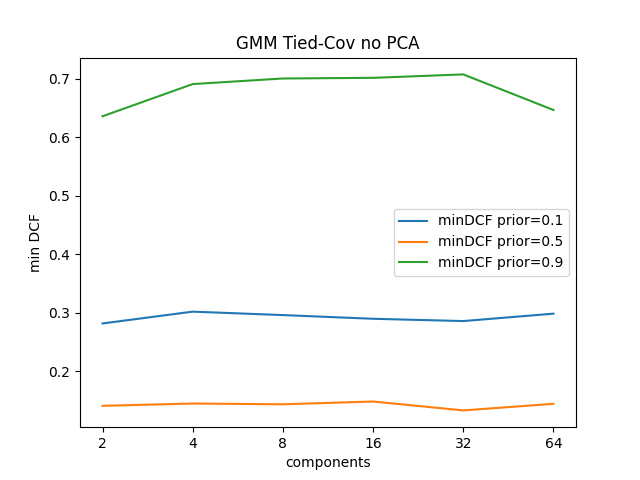 GMM Tied-Cov no PCA
0.7
0.6
0.5
0.4
0.3
0.2
min DCF
minDCF prior=0.1
minDCF prior=0.5
minDCF prior=0.9
2 4 8 16 32 64
components